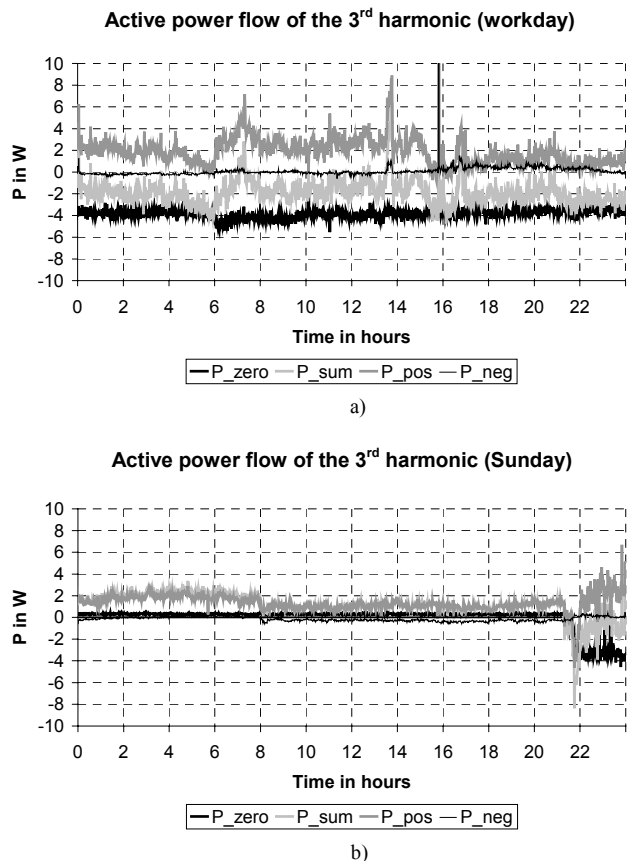 Active power flow of the 3rd harmonic (workday)
10
8
6
4
2
0
-2
-4
-6
-8
-10
P in W
0 2 4 6 8 10 12 14 16 18 20 22
Time in hours
P_zero P_sum P_pos P_neg
a)
Active power flow of the 3rd harmonic (Sunday)
10
8
6
4
2
0
-2
-4
-6
-8
-10
P in W
0 2 4 6 8 10 12 14 16 18 20 22
Time in hours
P_zero P_sum P_pos P_neg
b)